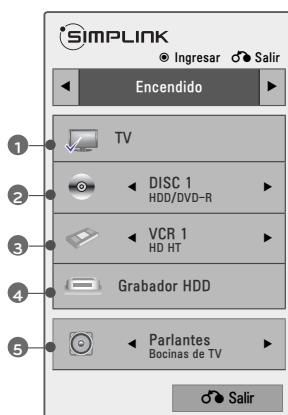 SIMPLINK
Ingresar Salir
Encendido
1 TV
2 DISC 1
HDD/DVD-R
3 VCR 1
HD HT
4 Grabador HDD
5 Parlantes
Bocinas de TV
Salir